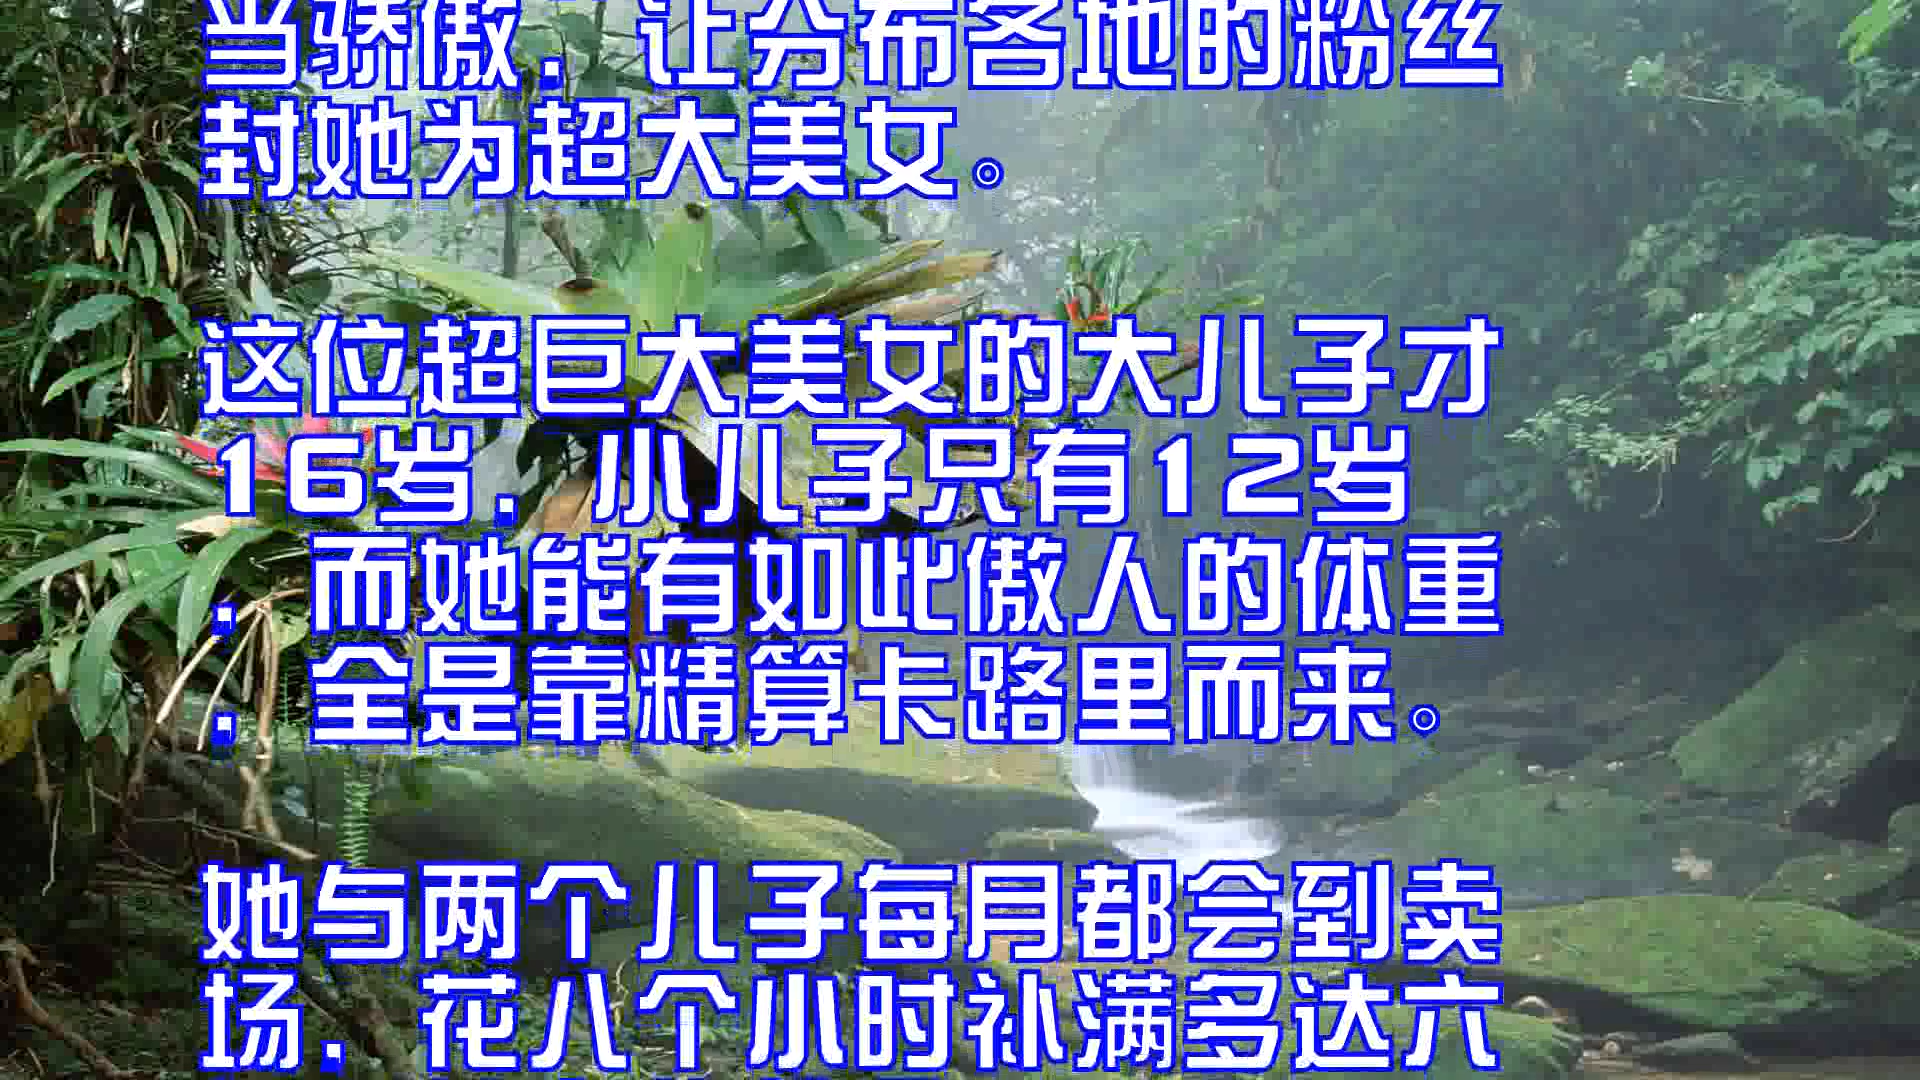 当骄傲，让分布各地的粉丝
封她为超大美女。
这位超巨大美女的大儿子才
16岁，小儿子只有12岁
，而她能有如此傲人的体重
，全是靠精算卡路里而来。
她与两个儿子每月都会到卖
场，花八个小时补满多达六